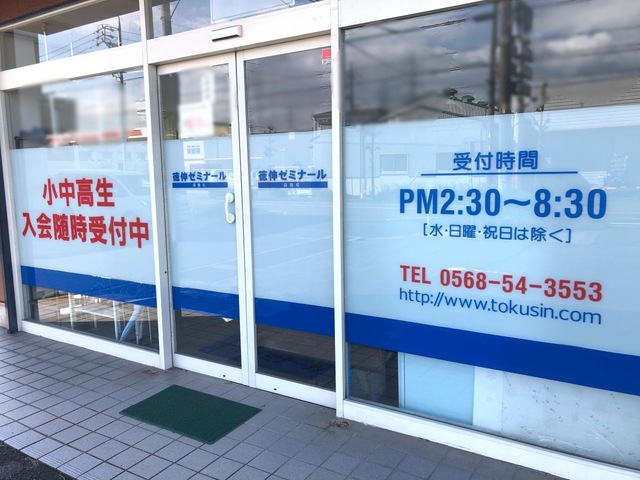 小中高生
入会随時受付中
徳伸ゼミナール
徳伸ゼミナール
受付時間
PM2:30～8:30
[水・日曜・祝日は除く]
TEL 0568-54-3553
http://www.tokusin.com